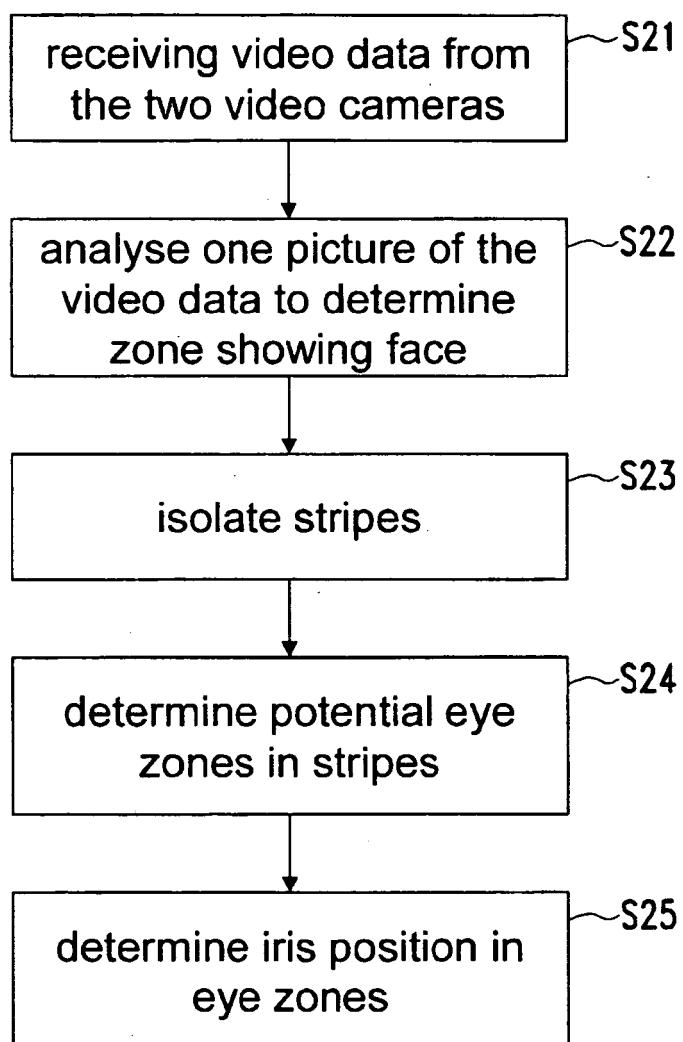 receiving video data from
the two video cameras
S21
analyse one picture of the
video data to determine
zone showing face
S22
isolate stripes
S23
determine potential eye
zones in stripes
S24
determine iris position in
eye zones
S25